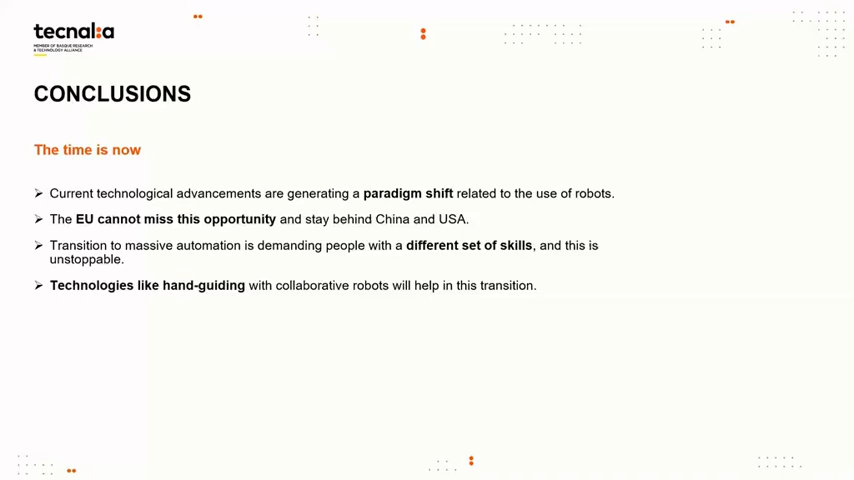 tecnalia
MEMBER OF BASQUE RESEARCH
& TECHNOLOGY ALLIANCE
CONCLUSIONS
The time is now
Current technological advancements are generating a paradigm shift related to the use of robots.
The EU cannot miss this opportunity and stay behind China and USA.
Transition to massive automation is demanding people with a different set of skills, and this is
unstoppable.
Technologies like hand-guiding with collaborative robots will help in this transition.